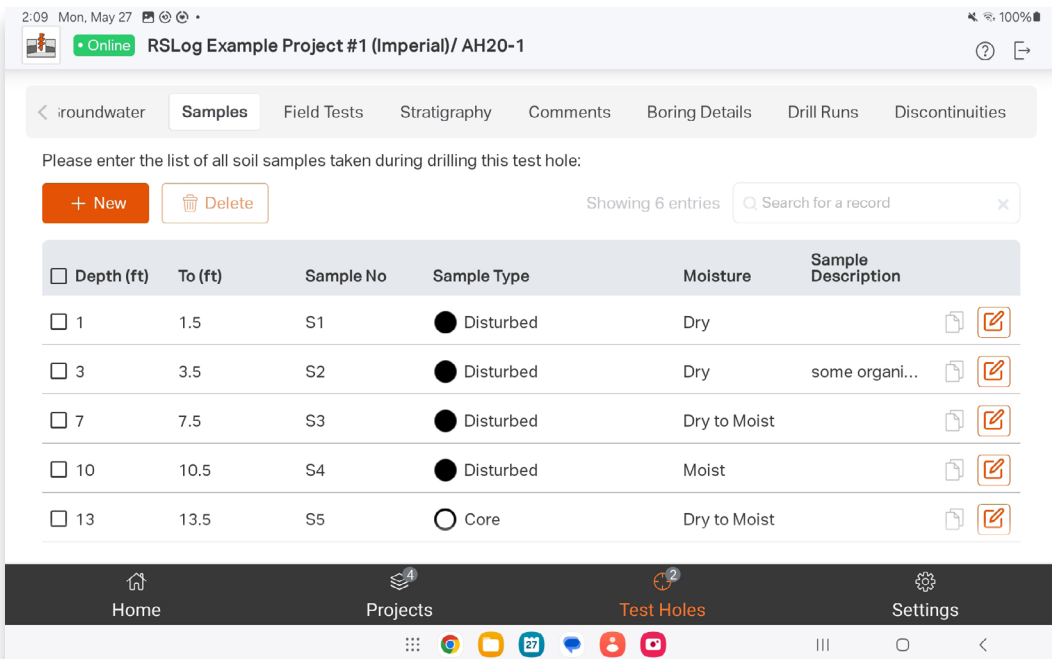 2:09 Mon, May 27 100%
• Online RSLog Example Project #1 (Imperial)/ AH20-1
Samples Field Tests Stratigraphy Comments Boring Details Drill Runs Discontinuities
Please enter the list of all soil samples taken during drilling this test hole:
+ New Delete Showing 6 entries Search for a record
Depth (ft) To (ft) Sample No Sample Type Moisture Sample
Description
1 1.5 S1 Disturbed Dry
3 3.5 S2 Disturbed Dry some organi...
7 7.5 S3 Disturbed Dry to Moist
10 10.5 S4 Disturbed Moist
13 13.5 S5 Core Dry to Moist
4 2
Home Projects Test Holes Settings
27